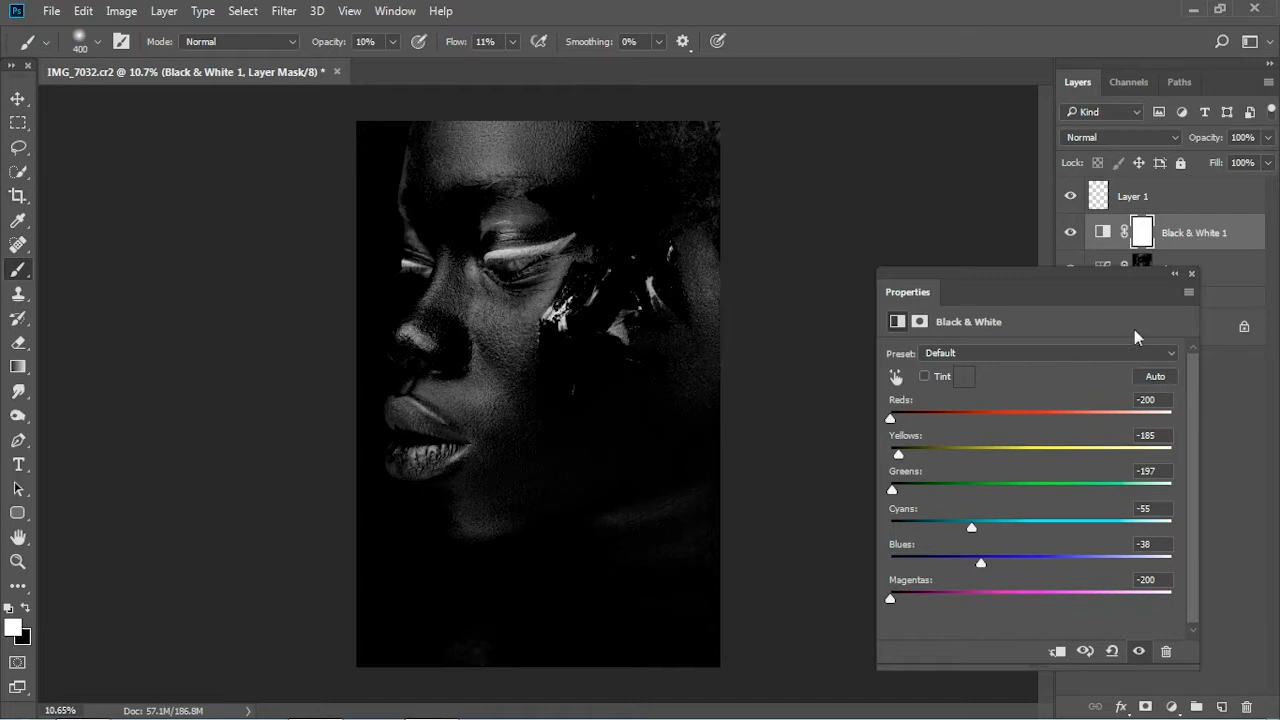 Ps File Edit Image Layer Type Select Filter 3D View Window Help
400 Mode: Normal Opacity: 10% Flow: 11% Smoothing: 0%
IMG_7032.cr2 @ 10.7% (Black & White 1, Layer Mask/8) *
Layers Channels Paths
Kind
Normal Opacity: 100%
Lock: Fill: 100%
Layer 1
Black & White 1
Properties
Black & White
Preset: Default
Tint Auto
Reds: -200
Yellows: -185
Greens: -197
Cyans: -55
Blues: -38
Magentas: -200
10.65% Doc: 57.1M/186.8M